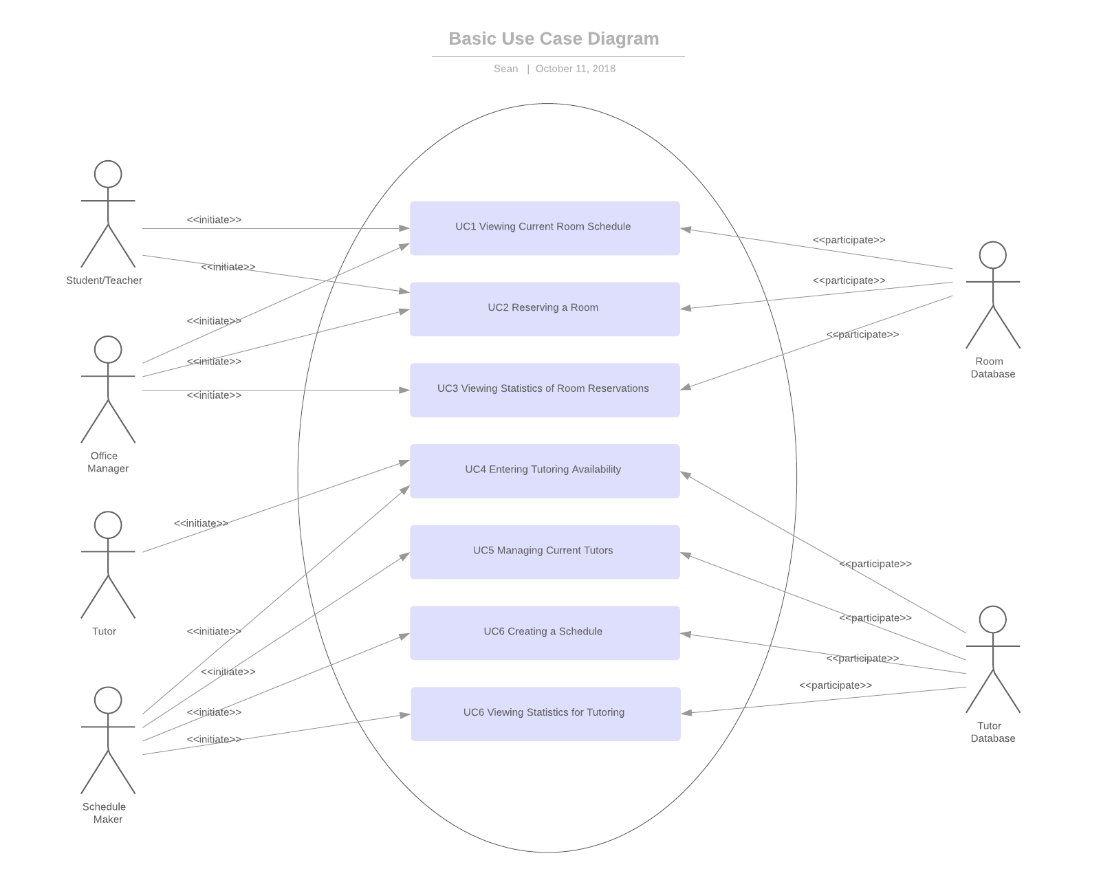 Basic Use Case Diagram
Sean | October 11, 2018
<<initiate>>
UC1 Viewing Current Room Schedule
<<participate>>
Student/Teacher
<<initiate>>
<<participate>>
<<initiate>>
UC2 Reserving a Room
<<participate>>
<<initiate>>
Room
Database
<<initiate>>
UC3 Viewing Statistics of Room Reservations
Office
Manager
UC4 Entering Tutoring Availability
<<initiate>>
UC5 Managing Current Tutors
<<participate>>
Tutor
<<initiate>>
UC6 Creating a Schedule
<<participate>>
<<initiate>>
<<participate>>
<<participate>>
<<initiate>>
UC6 Viewing Statistics for Tutoring
Tutor
Database
<<initiate>>
Schedule
Maker